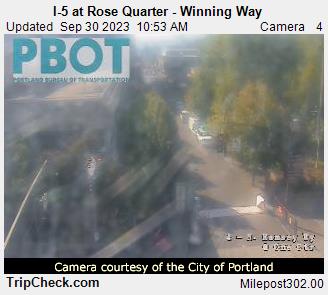 I-5 at Rose Quarter - Winning Way
Updated Sep 30 2023 10:53 AM Camera 4
PBOT
PORTLAND BUREAU OF TRANSPORTATION
Camera courtesy of the City of Portland
TripCheck.com Milepost302.00